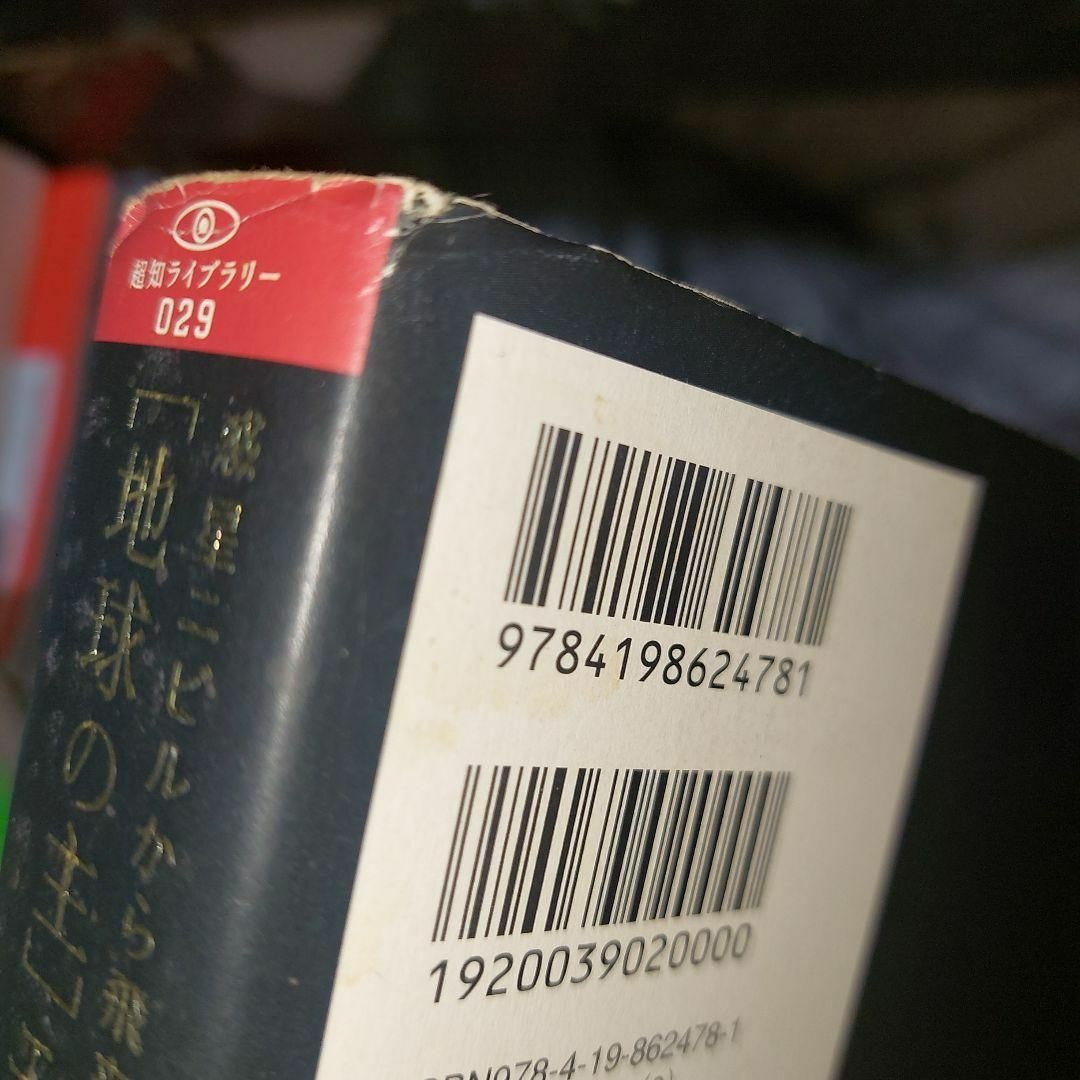 超知ライブラリー
029
惑星ニビルから飛
「地球の主」
9784198624781
1920039020000
ISBN978-4-19-862478-1